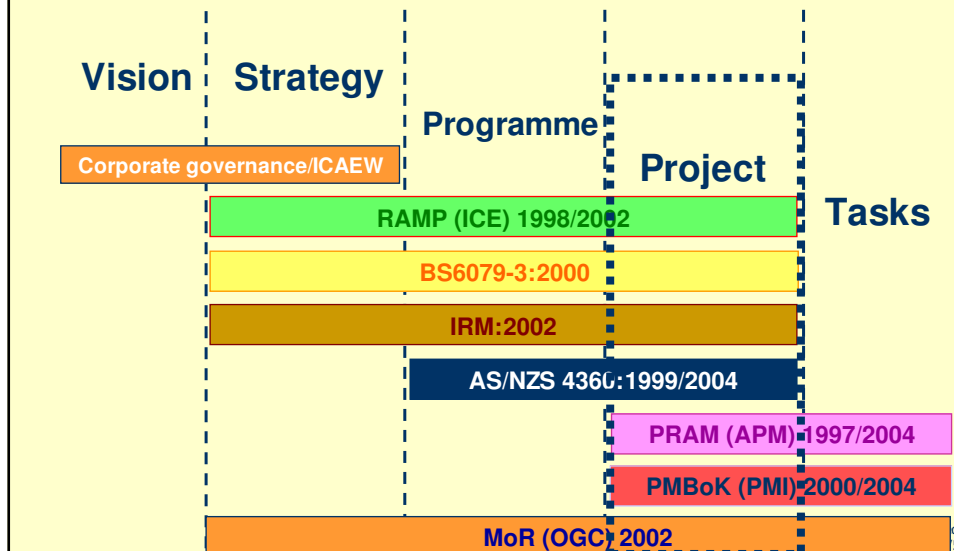 Vision
Strategy
Programme
Project
Tasks
Corporate governance/ICAEW
RAMP (ICE) 1998/2002
BS6079-3:2000
IRM:2002
AS/NZS 4360:1999/2004
PRAM (APM) 1997/2004
PMBoK (PMI) 2000/2004
MoR (OGC) 2002